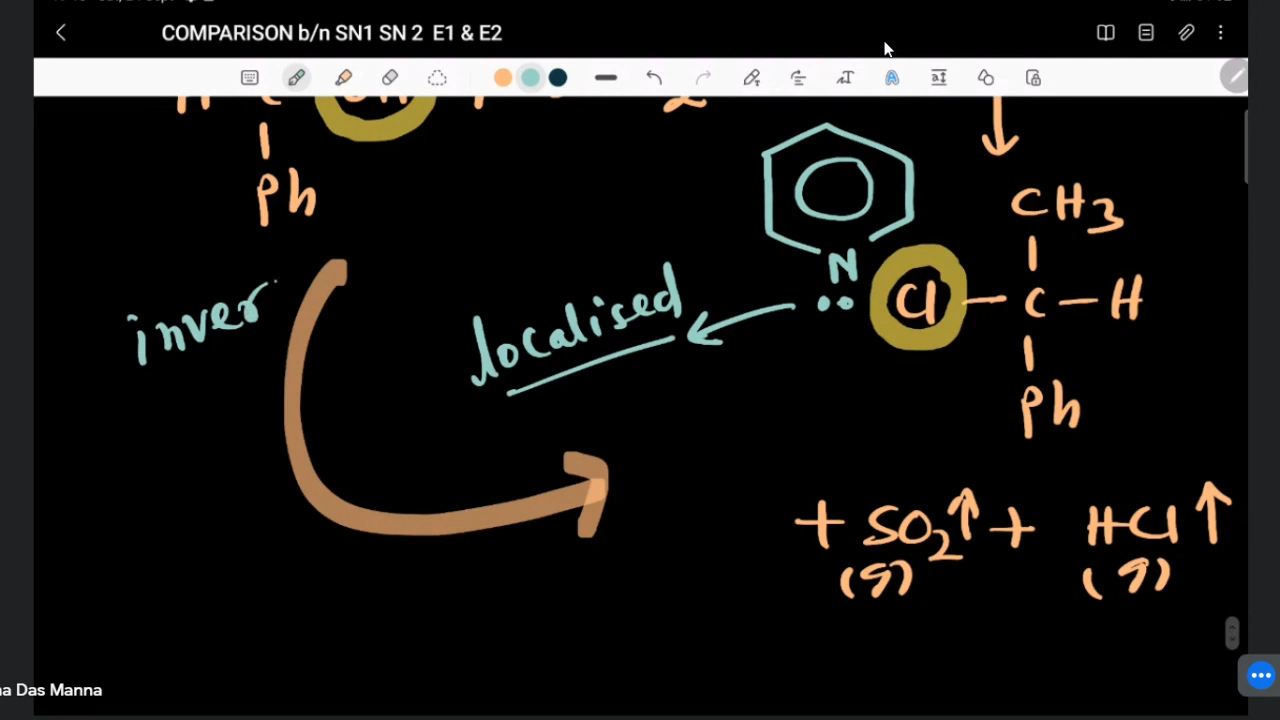 COMPARISON b/n SN1 SN 2 E1 & E2
Ph
CH3
N
inver
localised
Cl – C – H
Ph
+ SO2↑ + HCl↑
(g) (g)
a Das Manna